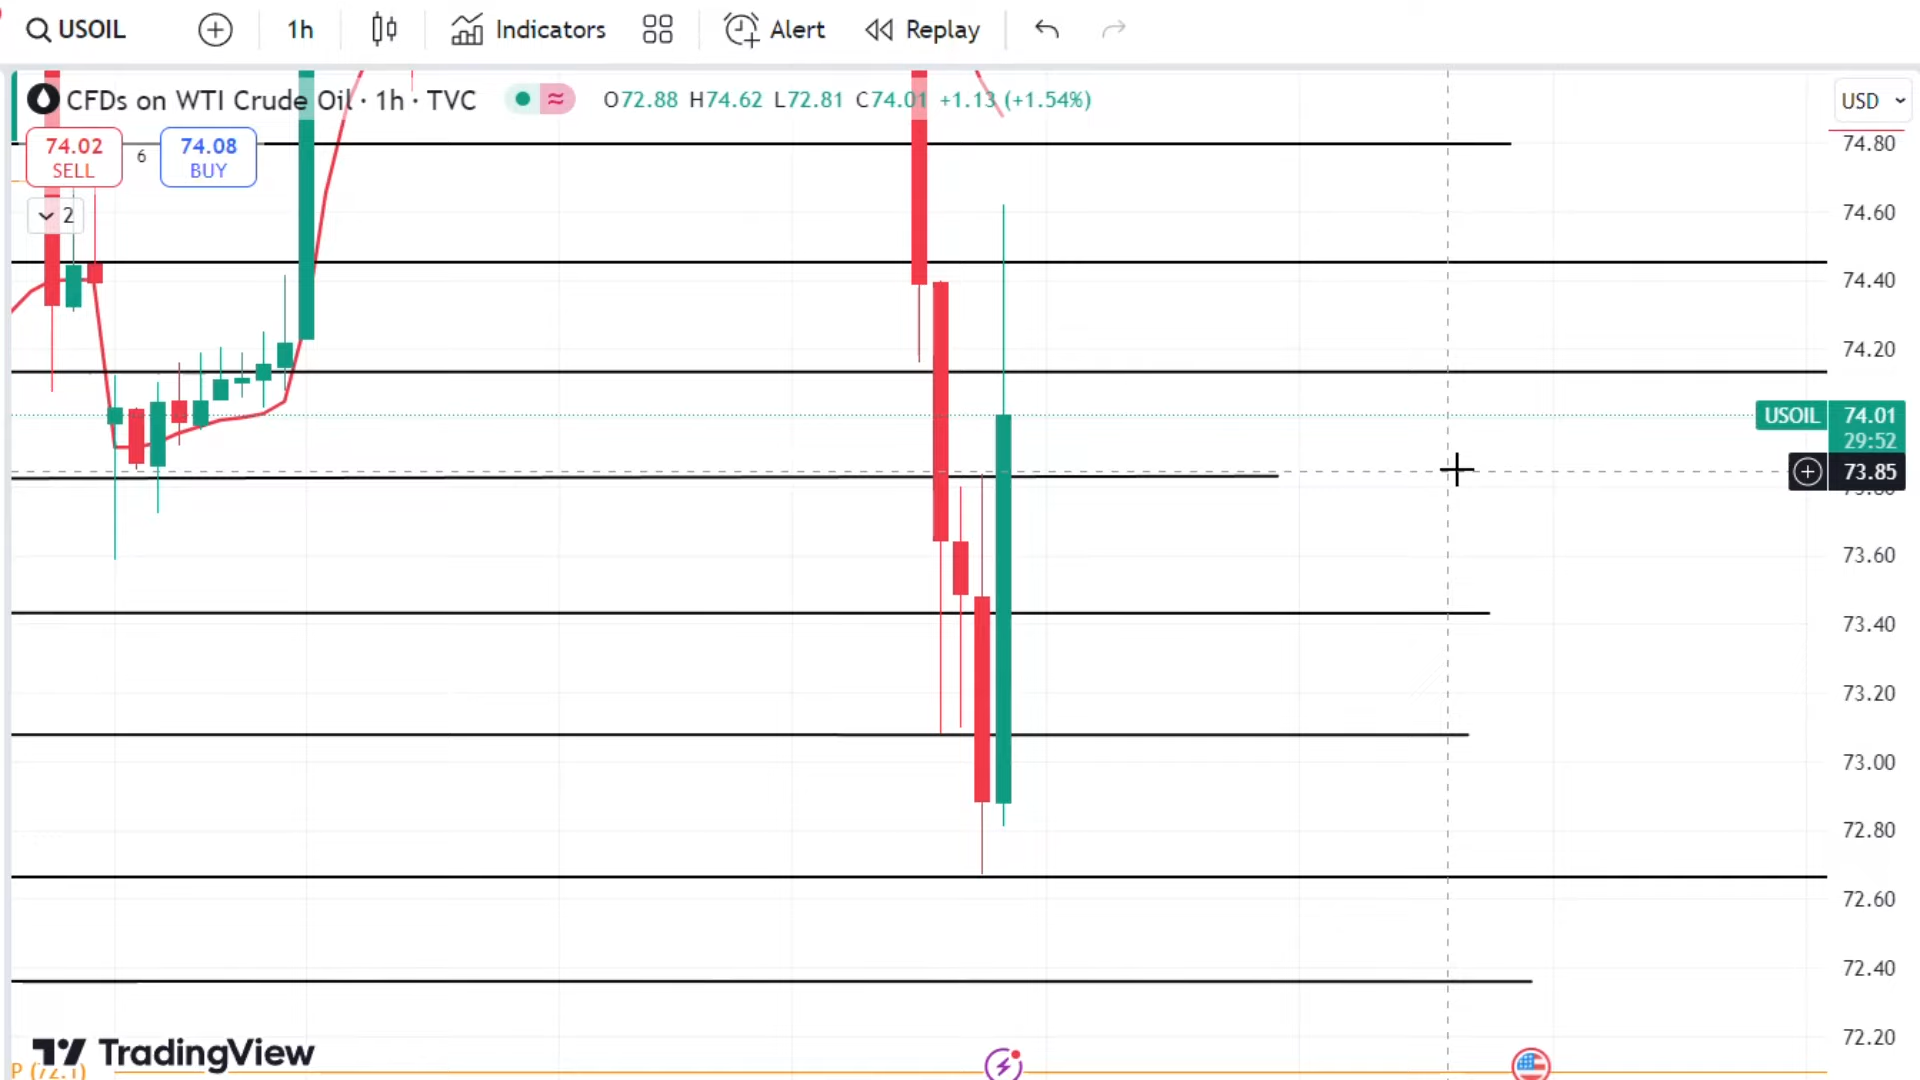 USOIL 1h Indicators Alert Replay
CFDs on WTI Crude Oil · 1h · TVC O72.88 H74.62 L72.81 C74.01 +1.13 (+1.54%) USD
74.02 6 74.08
SELL BUY
2
74.80
74.60
74.40
74.20
USOIL 74.01
29:52
73.85
73.60
73.40
73.20
73.00
72.80
72.60
72.40
72.20
TradingView
P (72.1)